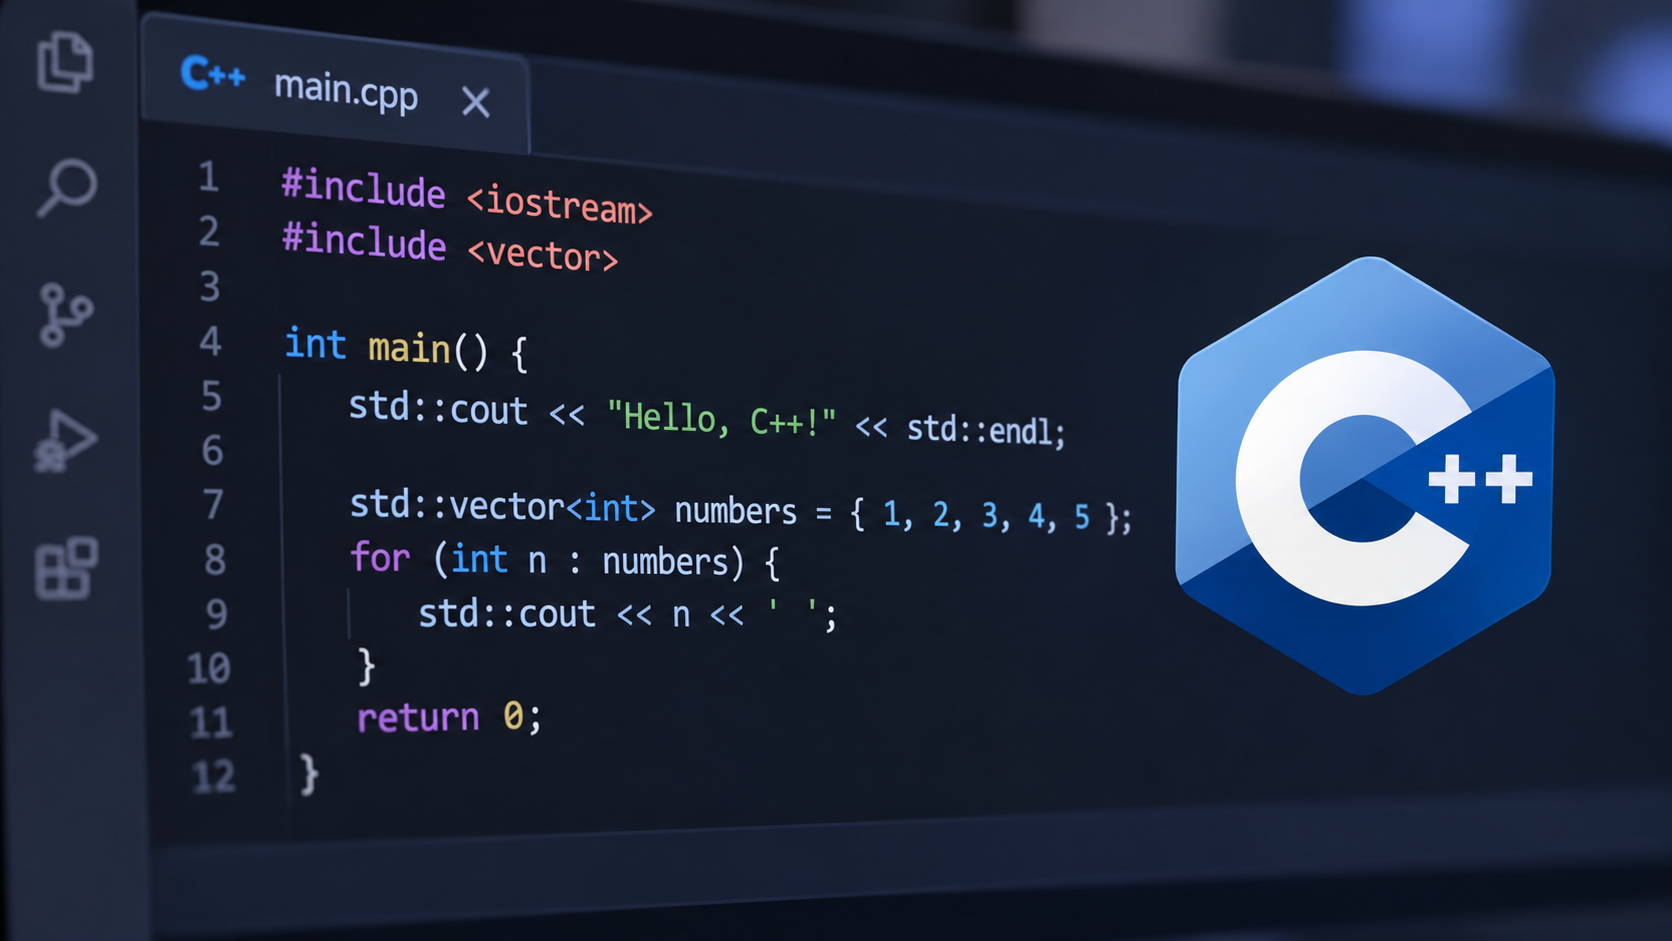 C++ main.cpp ×
1 #include <iostream>
2 #include <vector>
3
4 int main() {
5 std::cout << "Hello, C++!" << std::endl;
6
7 std::vector<int> numbers = { 1, 2, 3, 4, 5 };
8 for (int n : numbers) {
9 std::cout << n << ' ';
10 }
11 return 0;
12 }
C++